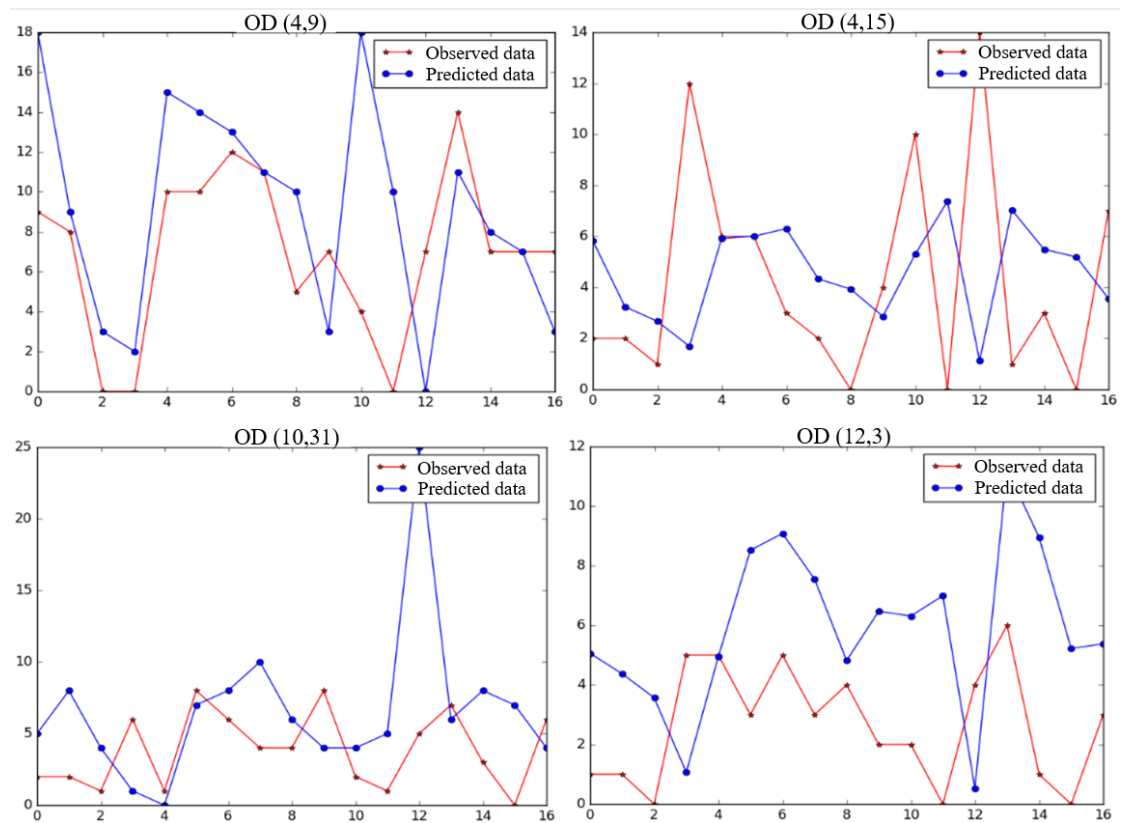 OD (4,9)
18
16
14
12
10
8
6
4
2
0
Observed data
Predicted data
0 2 4 6 8 10 12 14 16
OD (4,15)
14
12
10
8
6
4
2
0
Observed data
Predicted data
0 2 4 6 8 10 12 14 16
OD (10,31)
25
20
15
10
5
0
Observed data
Predicted data
0 2 4 6 8 10 12 14 16
OD (12,3)
12
10
8
6
4
2
0
Observed data
Predicted data
0 2 4 6 8 10 12 14 16